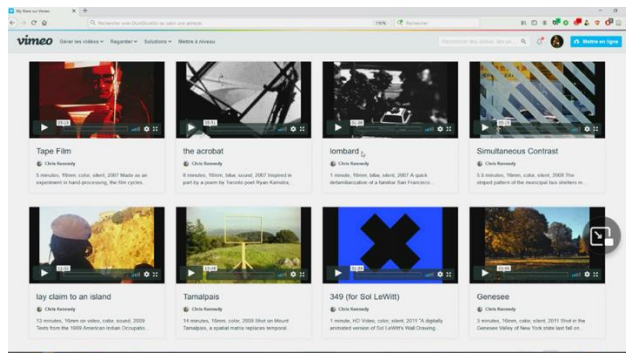 My Work sur Vimeo
110%
Rechercher
vimeo Gérer les vidéos Regarder Solutions Mettre à niveau
Mettre en ligne
Tape Film
Chris Kennedy
5 minutes, 16mm, color, silent, 2007 Made as an
experiment in hand-processing, the film cycles
the acrobat
Chris Kennedy
6 minutes, 16mm, b&w, sound, 2007 Inspired in
part by a poem by Toronto poet Ryan Kamstra,
lombard
Chris Kennedy
1 minute, 16mm, b&w, silent, 2007 A quick
defamiliarization of a familiar San Francisco...
Simultaneous Contrast
Chris Kennedy
striped pattern of the municipal bus shelters in...
lay claim to an island
Chris Kennedy
13 minutes, 16mm on video, color, sound, 2009
Texts from the 1969 American Indian Occupatio...
Tamalpais
Chris Kennedy
14 minutes, 16mm, color, 2009 Shot on Mount
Tamalpais, a spatial matrix replaces temporal
349 (for Sol LeWitt)
Chris Kennedy
1 minute, HD Video, color, silent, 2011 "A digitally
animated version of Sol LeWitt's Wall Drawing
Genesee
Chris Kennedy
3 minutes, 16mm, color, silent, 2011 Shot in the
Genesee Valley of New York state last fall on...